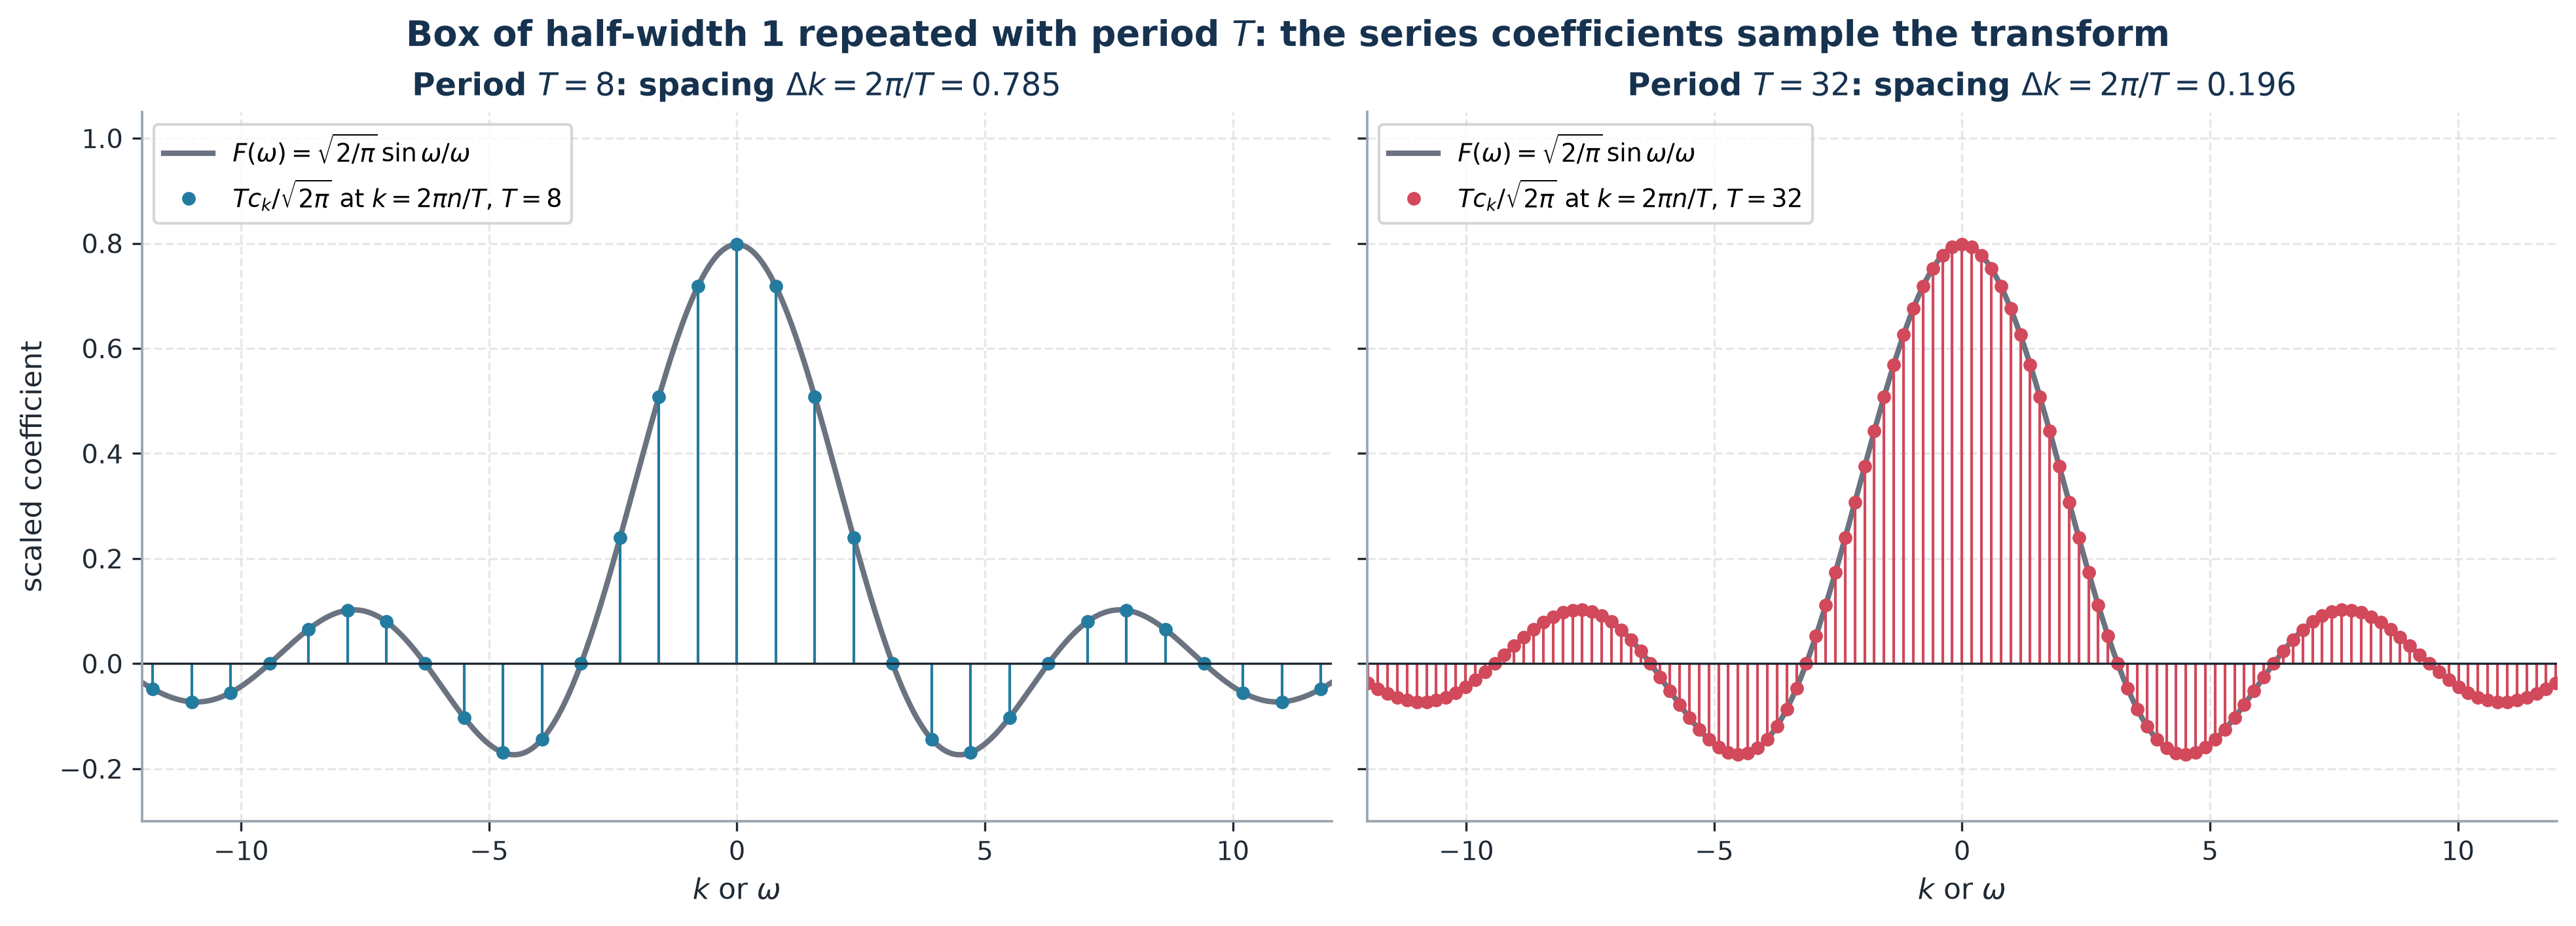 Box of half-width 1 repeated with period T: the series coefficients sample the transform
Period T = 8: spacing Δk = 2π/T = 0.785
F(ω) = √2/π sin ω/ω
Tc_k/√2π at k = 2πn/T, T = 8
1.0
0.8
0.6
0.4
0.2
0.0
−0.2
scaled coefficient
−10
−5
0
5
10
k or ω
Period T = 32: spacing Δk = 2π/T = 0.196
F(ω) = √2/π sin ω/ω
Tc_k/√2π at k = 2πn/T, T = 32
−10
−5
0
5
10
k or ω